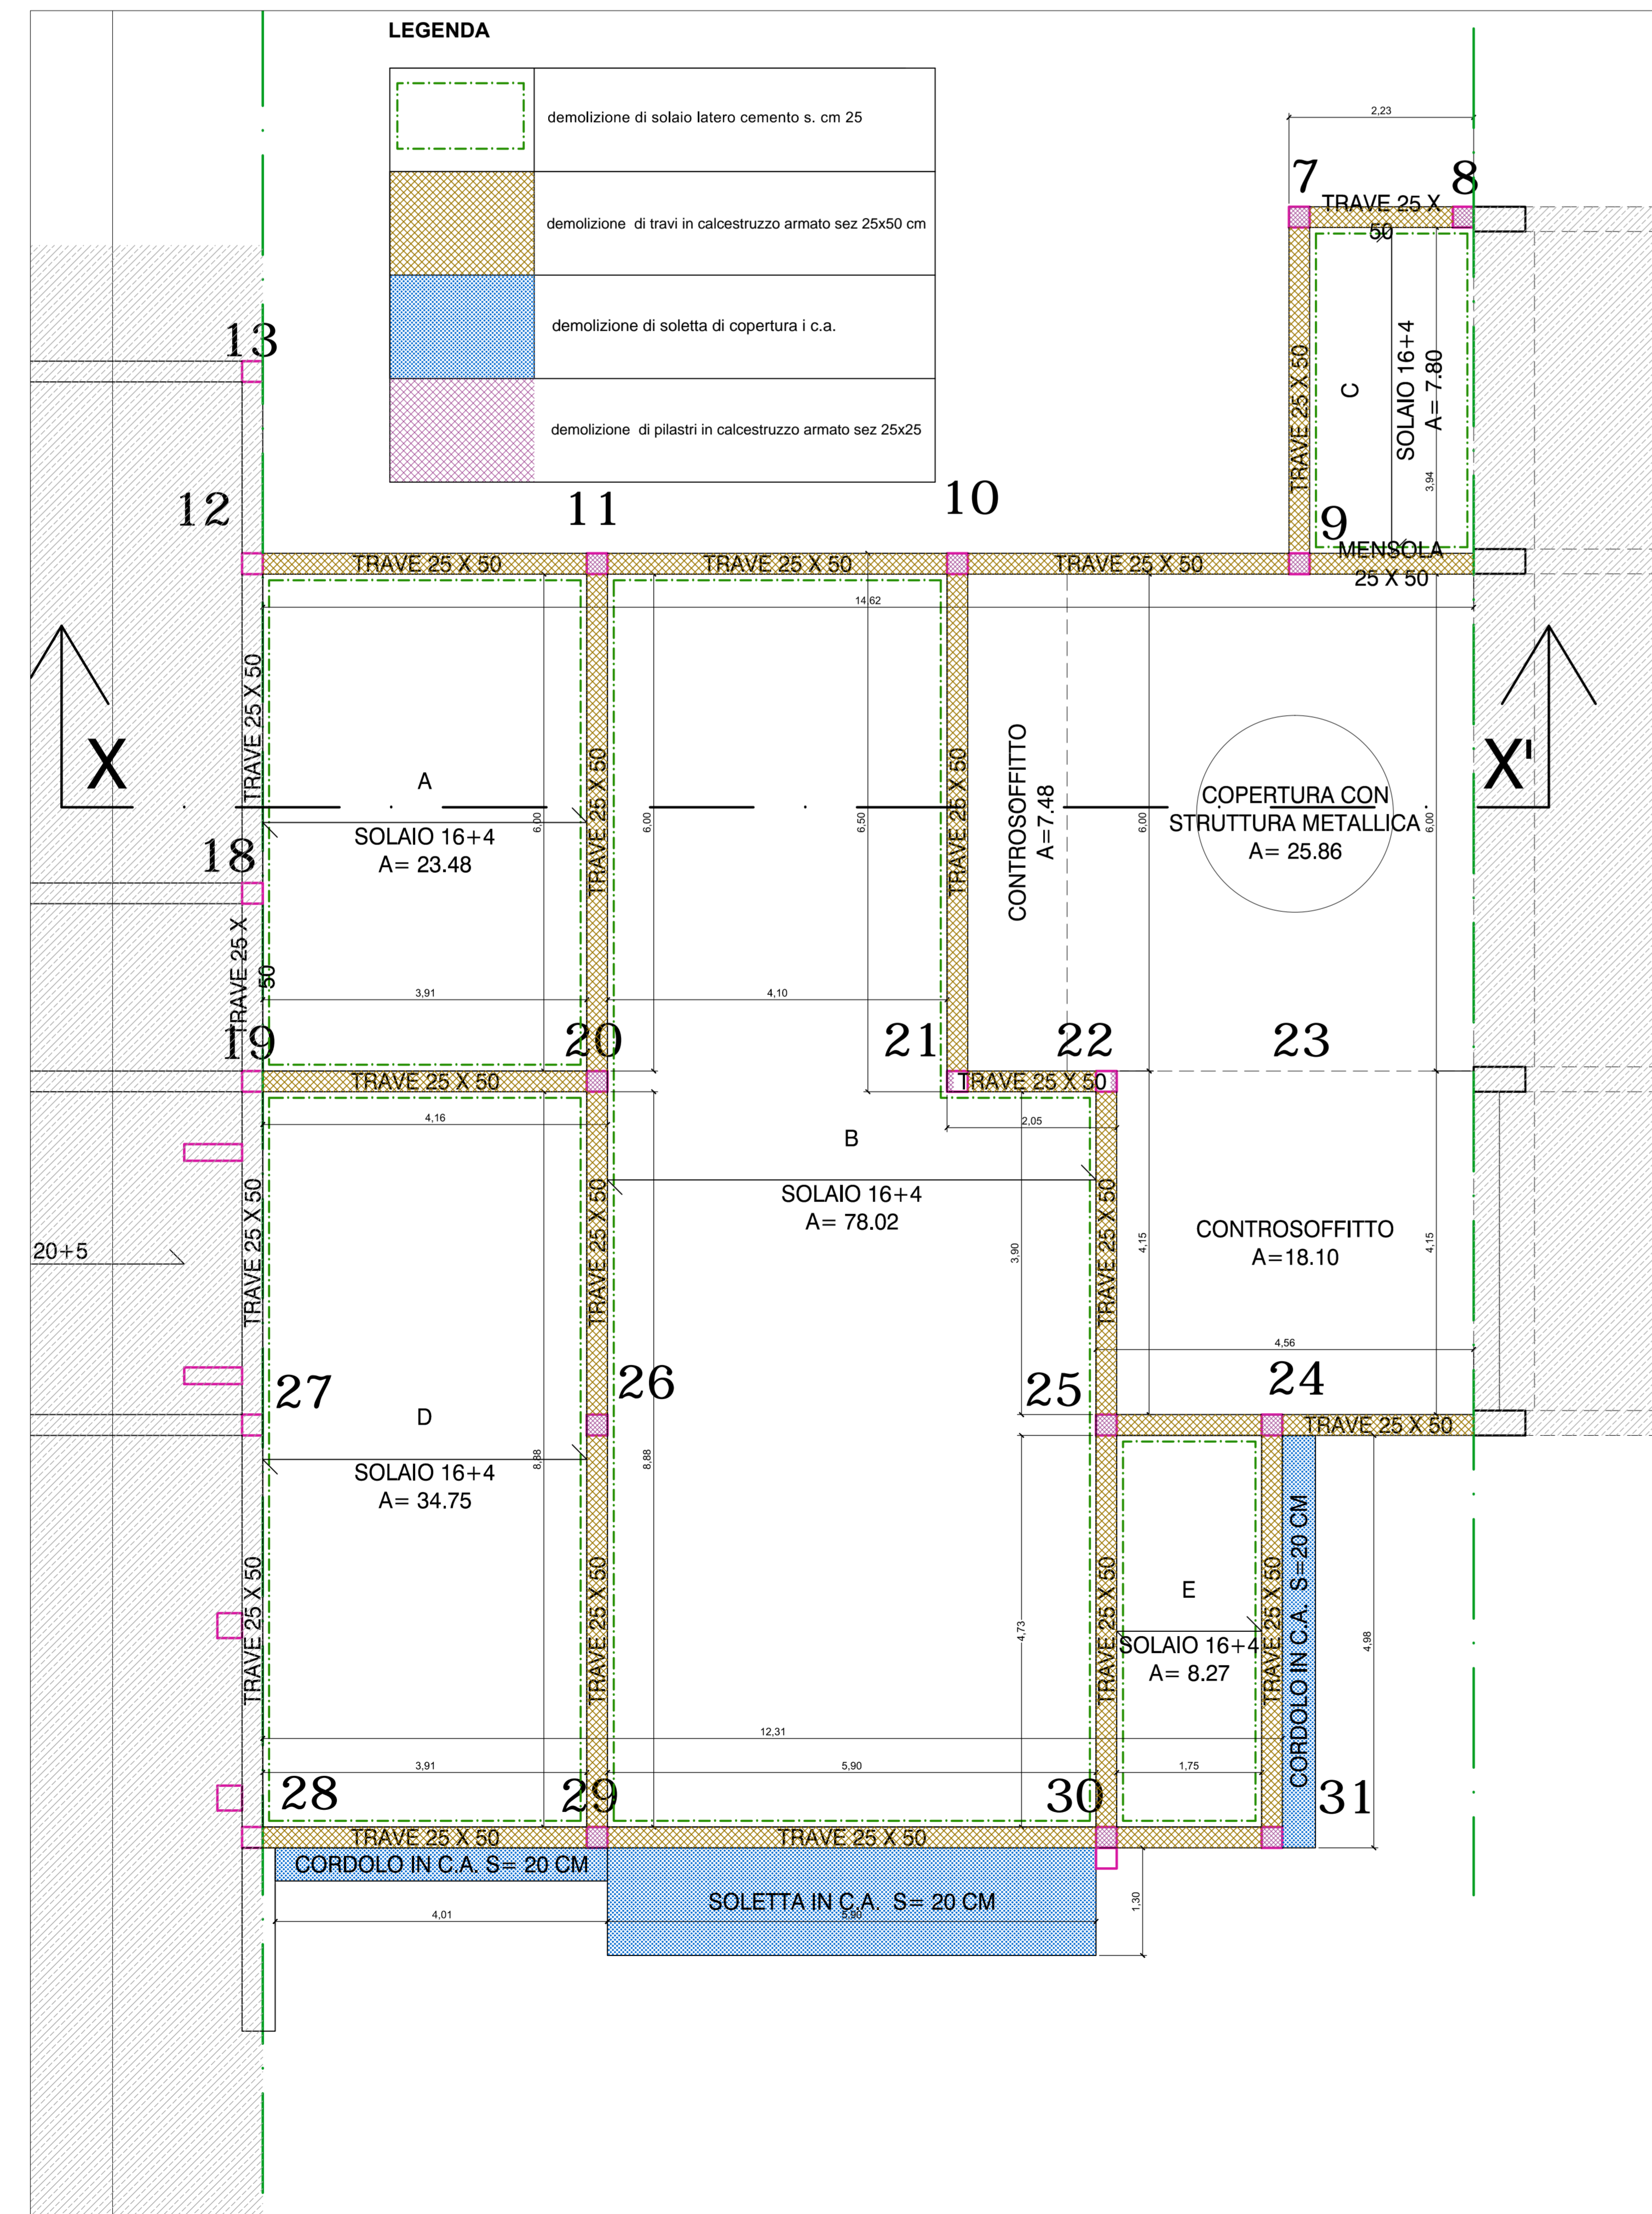 LEGENDA
demolizione di solaio latero cemento s. cm 25
demolizione di travi in calcestruzzo armato sez 25x50 cm
demolizione di soletta di copertura i c.a.
demolizione di pilastri in calcestruzzo armato sez 25x25
2,23
7
8
TRAVE 25 X
50
TRAVE 25 X 50
C
SOLAIO 16+4
A= 7.80
3,94
13
12
11
10
9
MENSOLA
25 X 50
TRAVE 25 X 50
TRAVE 25 X 50
TRAVE 25 X 50
14,62
X
X'
TRAVE 25 X 50
A
SOLAIO 16+4
A= 23.48
6,00
TRAVE 25 X 50
6,00
6,50
TRAVE 25 X 50
CONTROSOFFITTO
A=7.48
6,00
COPERTURA CON
STRUTTURA METALLICA
A= 25.86
6,00
18
TRAVE 25 X
50
3,91
4,10
19
20
21
22
23
TRAVE 25 X 50
TRAVE 25 X 50
4,16
2,05
B
SOLAIO 16+4
A= 78.02
20+5
TRAVE 25 X 50
TRAVE 25 X 50
3,90
TRAVE 25 X 50
4,15
CONTROSOFFITTO
A=18.10
4,15
4,56
27
26
25
24
TRAVE 25 X 50
D
SOLAIO 16+4
A= 34.75
8,88
8,88
TRAVE 25 X 50
TRAVE 25 X 50
4,73
TRAVE 25 X 50
E
SOLAIO 16+4
A= 8.27
TRAVE 25 X 50
CORDOLO IN C.A. S=20 CM
4,98
12,31
3,91
5,90
1,75
28
29
30
31
TRAVE 25 X 50
TRAVE 25 X 50
CORDOLO IN C.A. S= 20 CM
SOLETTA IN C.A. S= 20 CM
4,01
5,90
1,30